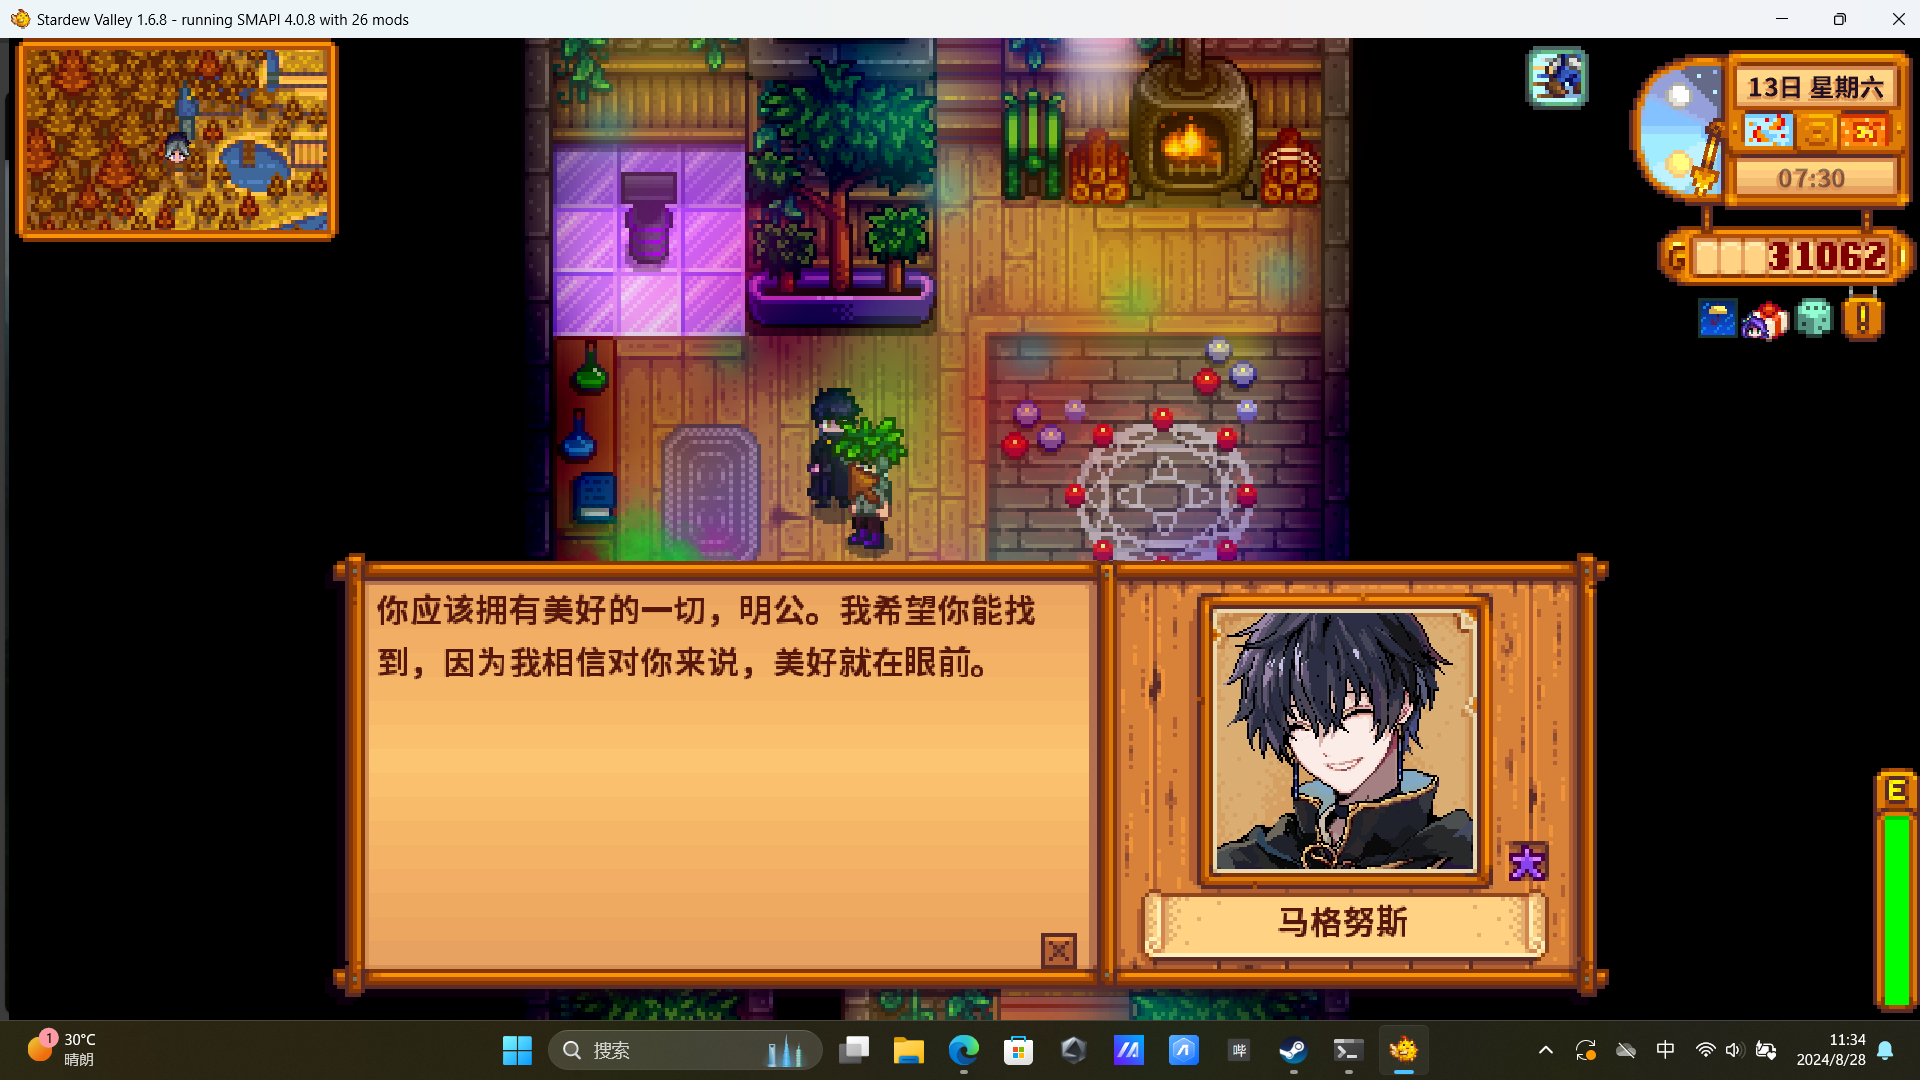 Stardew Valley 1.6.8 - running SMAPI 4.0.8 with 26 mods
13日 星期六
07:30
G 31062
你应该拥有美好的一切，明公。我希望你能找
到，因为我相信对你来说，美好就在眼前。
马格努斯
E
1
30°C
晴朗
搜索
哔
中
11:34
2024/8/28